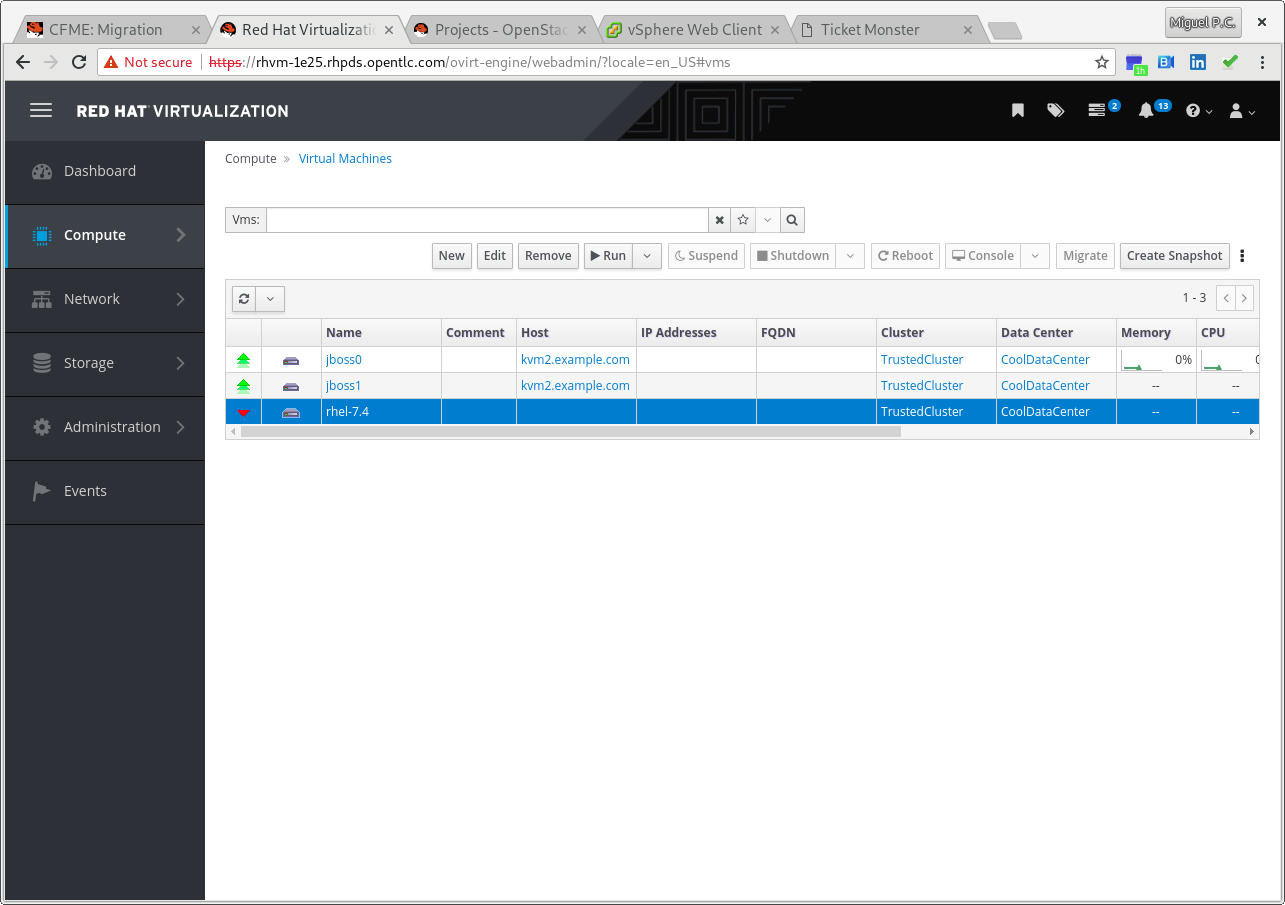 CFME: Migration
Red Hat Virtualizati
Projects - OpenStac
vSphere Web Client
Ticket Monster
Miguel P.C.
Not secure https://rhvm-1e25.rhpds.opentlc.com/ovirt-engine/webadmin/?locale=en_US#vms
1h
RED HAT VIRTUALIZATION
2
13
Dashboard
Compute
Network
Storage
Administration
Events
Compute » Virtual Machines
Vms:
New Edit Remove Run Suspend Shutdown Reboot Console Migrate Create Snapshot
1 - 3
Name Comment Host IP Addresses FQDN Cluster Data Center Memory CPU
jboss0 kvm2.example.com TrustedCluster CoolDataCenter 0% 0
jboss1 kvm2.example.com TrustedCluster CoolDataCenter -- --
rhel-7.4 TrustedCluster CoolDataCenter -- --